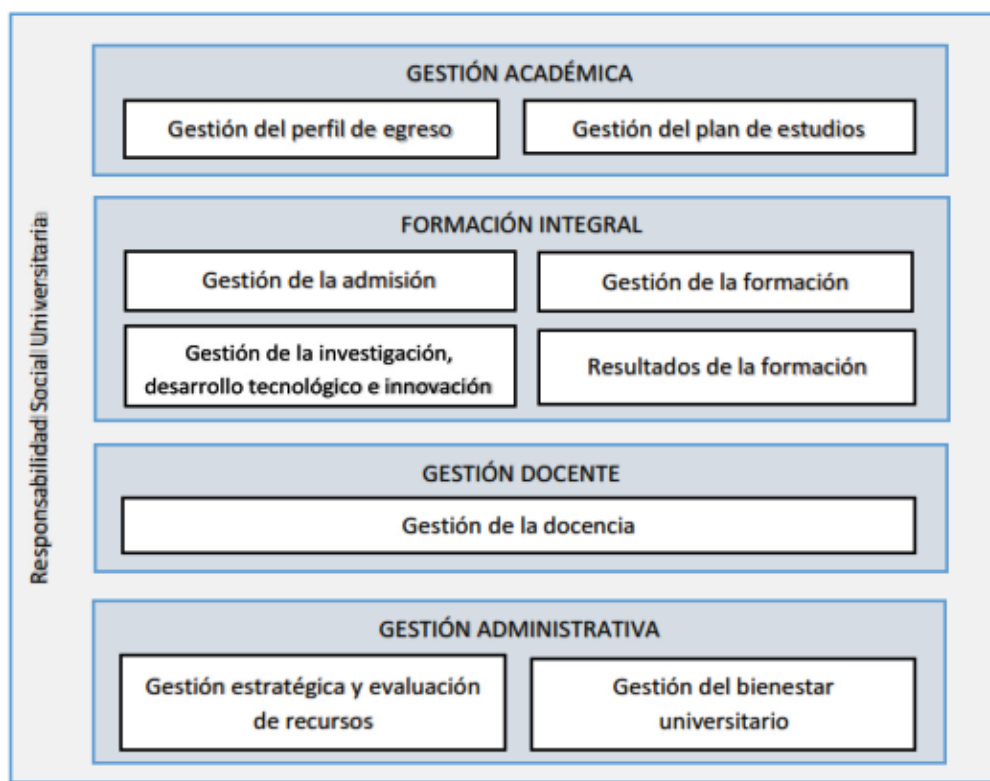 Responsabilidad Social Universitaria
GESTIÓN ACADÉMICA
Gestión del perfil de egreso
Gestión del plan de estudios
FORMACIÓN INTEGRAL
Gestión de la admisión
Gestión de la formación
Gestión de la investigación,
desarrollo tecnológico e innovación
Resultados de la formación
GESTIÓN DOCENTE
Gestión de la docencia
GESTIÓN ADMINISTRATIVA
Gestión estratégica y evaluación
de recursos
Gestión del bienestar
universitario